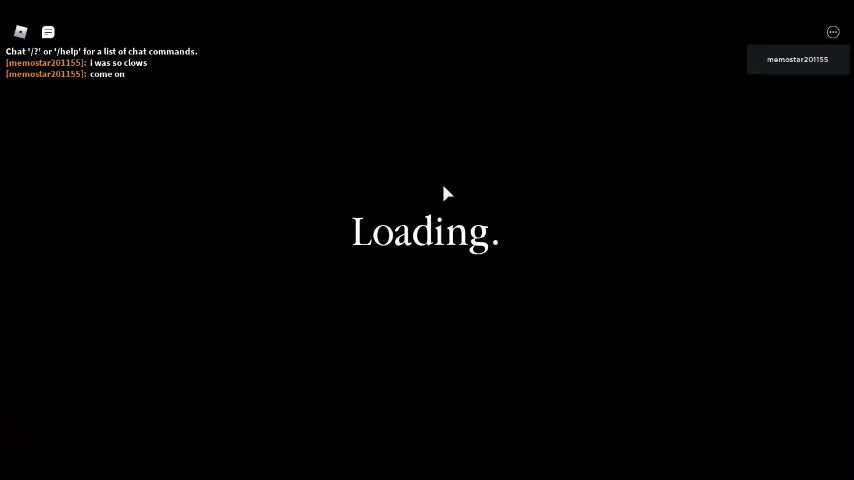 Chat '/?' or '/help' for a list of chat commands.
[memostar201155]: i was so clows
[memostar201155]: come on
memostar201155
Loading.